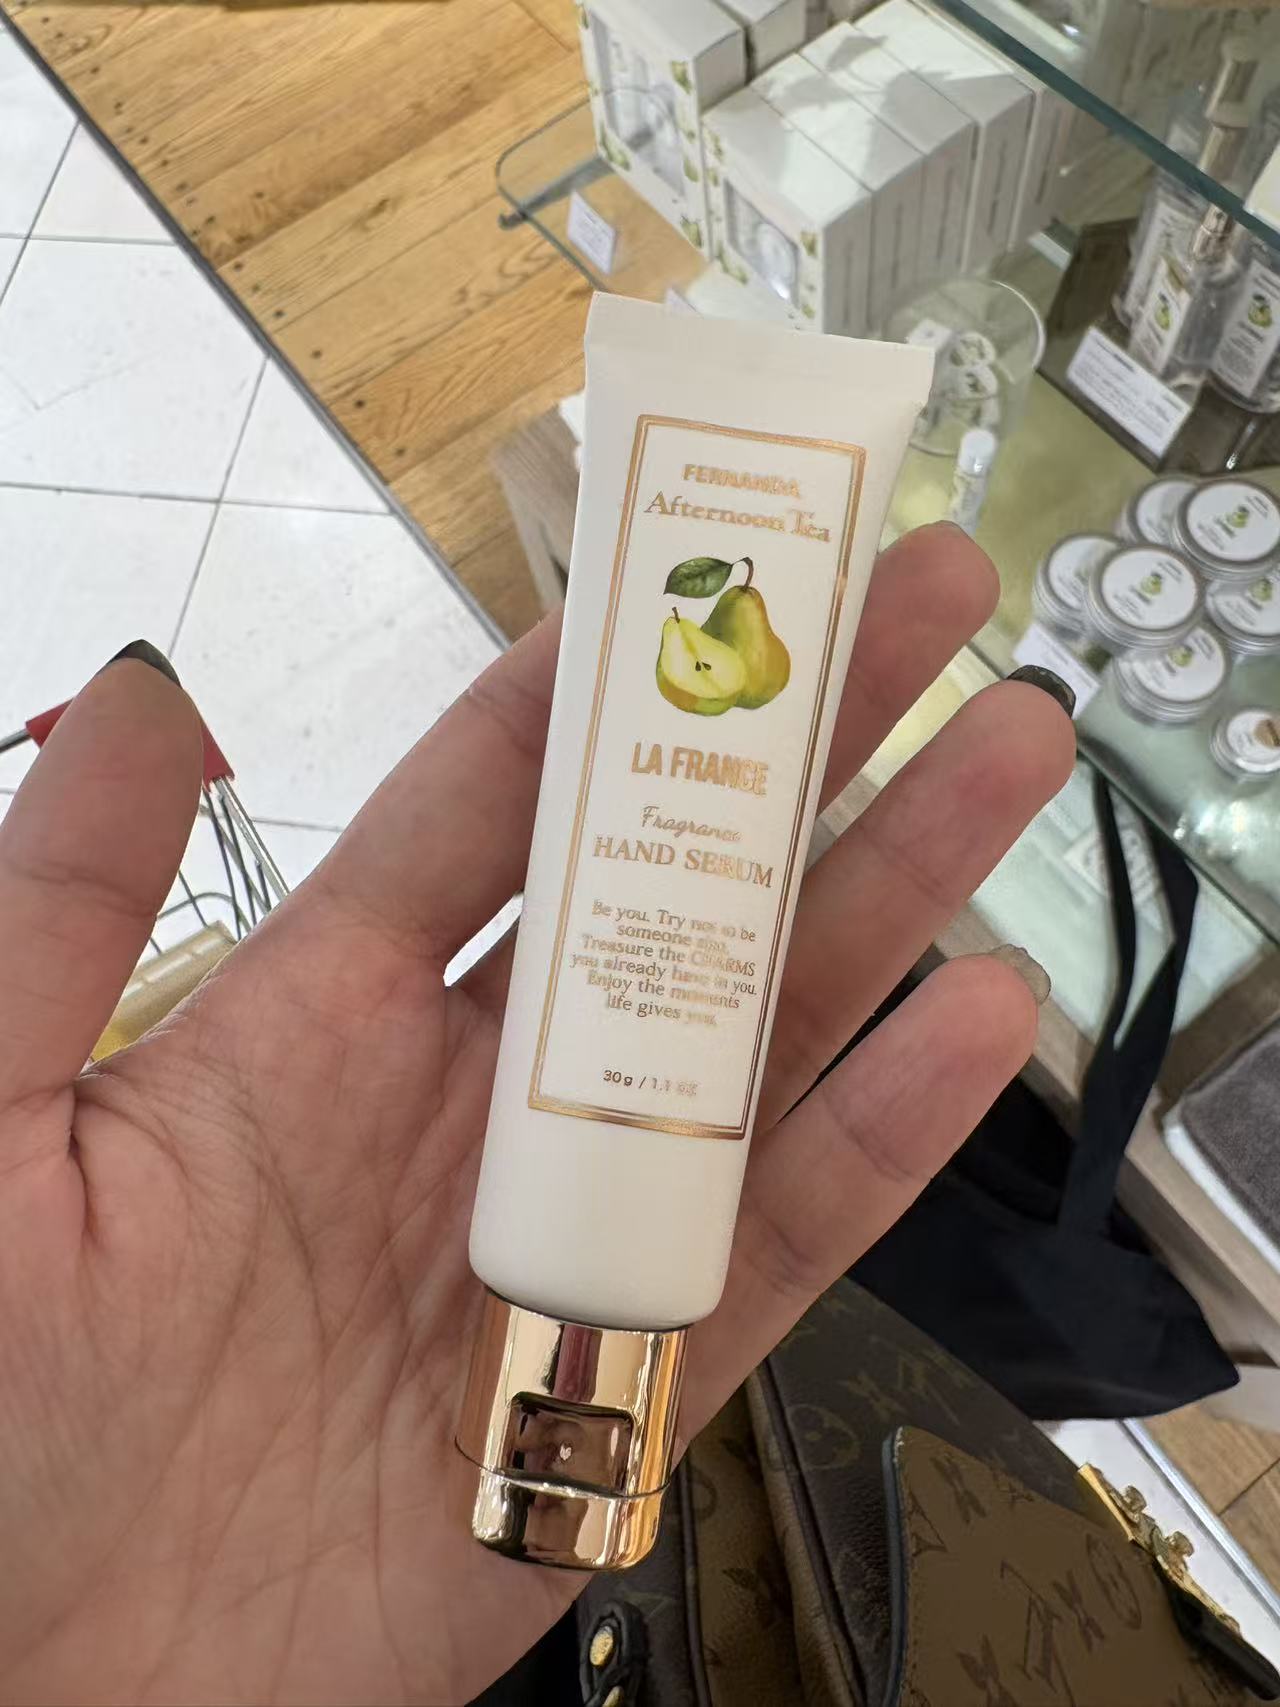 FERNANDA
Afternoon Tea
LA FRANCE
Fragrance
HAND SERUM
Be you. Try not to be
someone else.
Treasure the CHARMS
you already have in you.
Enjoy the moments
life gives you.
30g / 1.1 oz